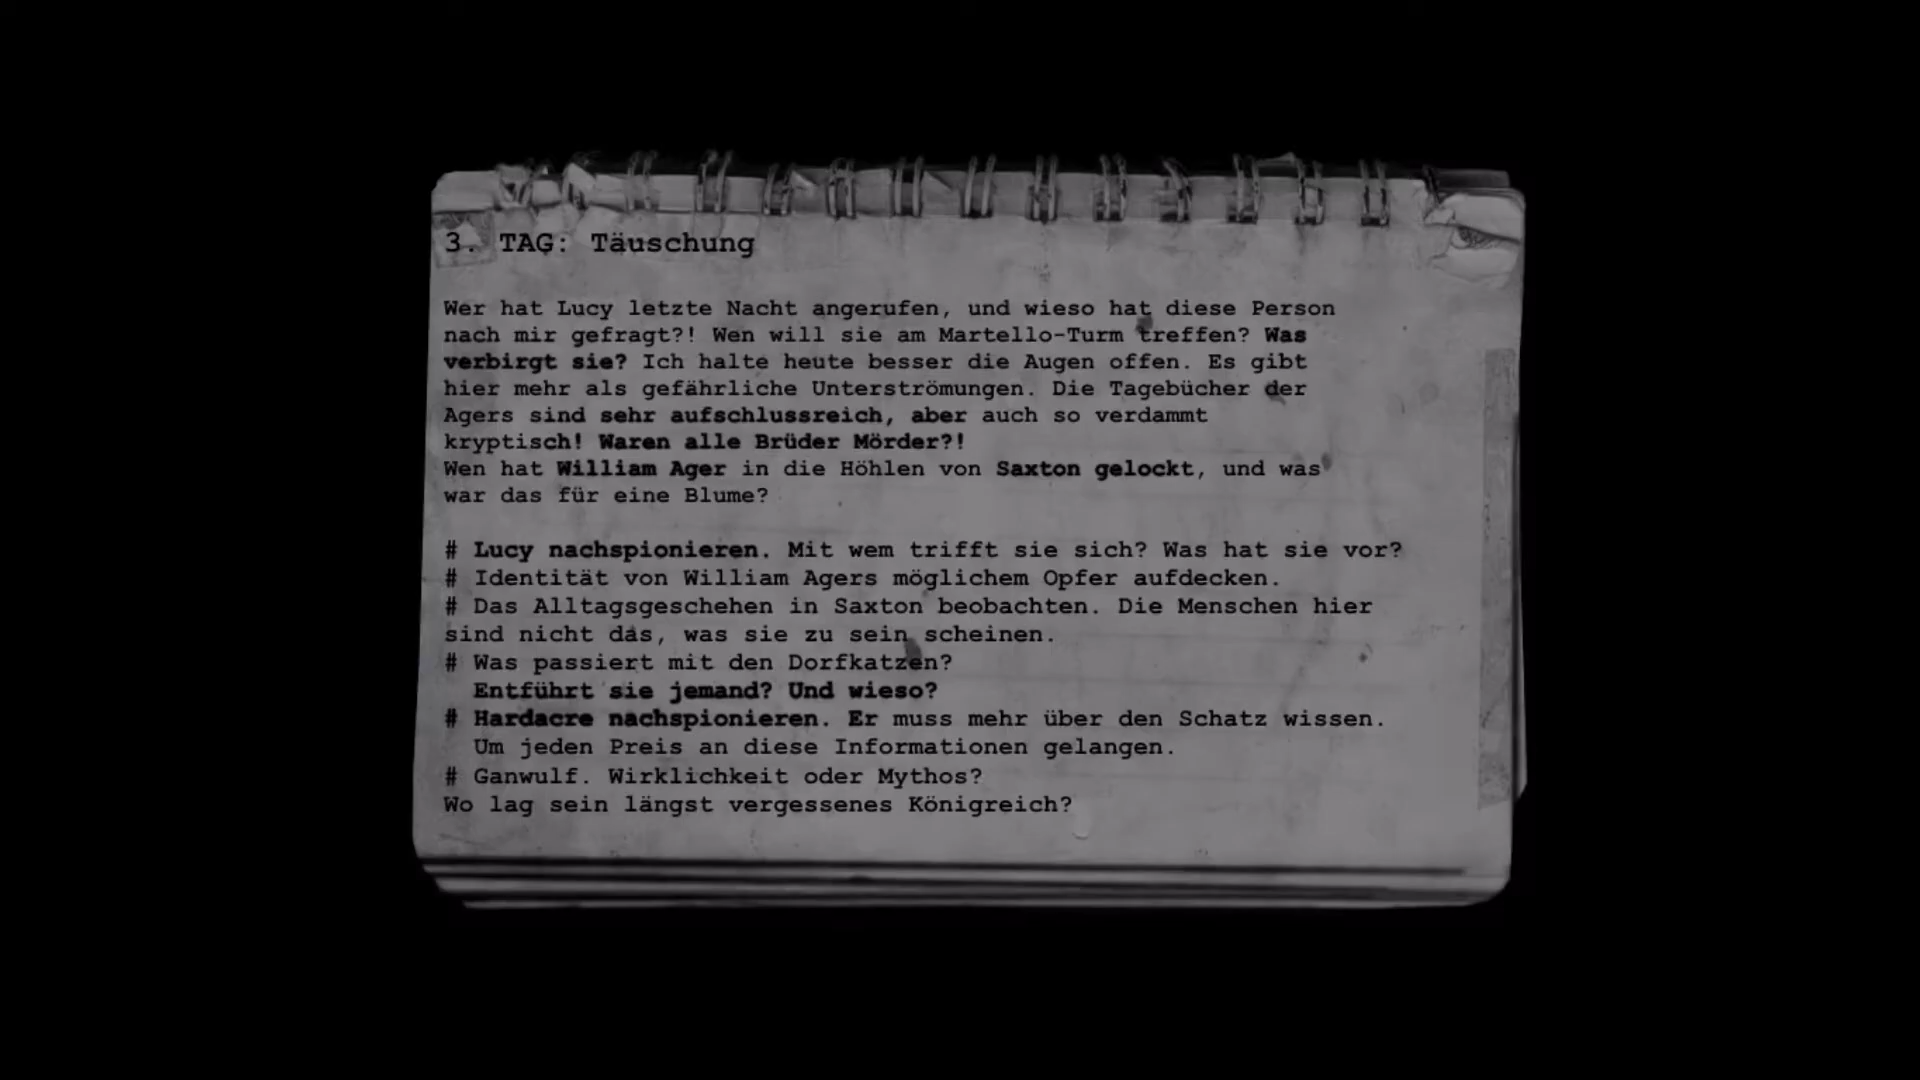 3. TAG: Täuschung
Wer hat Lucy letzte Nacht angerufen, und wieso hat diese Person
nach mir gefragt?! Wen will sie am Martello-Turm treffen? Was
verbirgt sie? Ich halte heute besser die Augen offen. Es gibt
hier mehr als gefährliche Unterströmungen. Die Tagebücher der
Agers sind sehr aufschlussreich, aber auch so verdammt
kryptisch! Waren alle Brüder Mörder?!
Wen hat William Ager in die Höhlen von Saxton gelockt, und was
war das für eine Blume?
# Lucy nachspionieren. Mit wem trifft sie sich? Was hat sie vor?
# Identität von William Agers möglichem Opfer aufdecken.
# Das Alltagsgeschehen in Saxton beobachten. Die Menschen hier
sind nicht das, was sie zu sein scheinen.
# Was passiert mit den Dorfkatzen?
Entführt sie jemand? Und wieso?
# Hardacre nachspionieren. Er muss mehr über den Schatz wissen.
Um jeden Preis an diese Informationen gelangen.
# Ganwulf. Wirklichkeit oder Mythos?
Wo lag sein längst vergessenes Königreich?